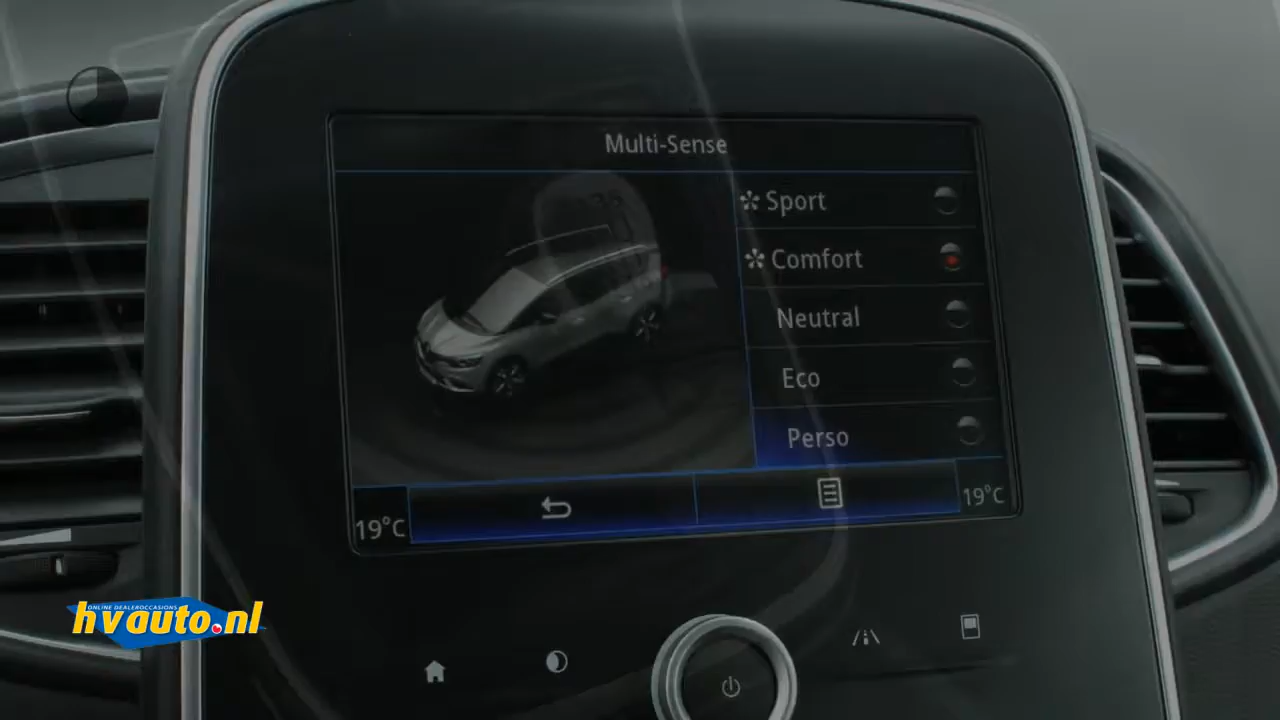 Multi-Sense
Sport
Comfort
Neutral
Eco
Perso
19°C
19°C
ONLINE DEALEROCCASIONS
hvauto.nl